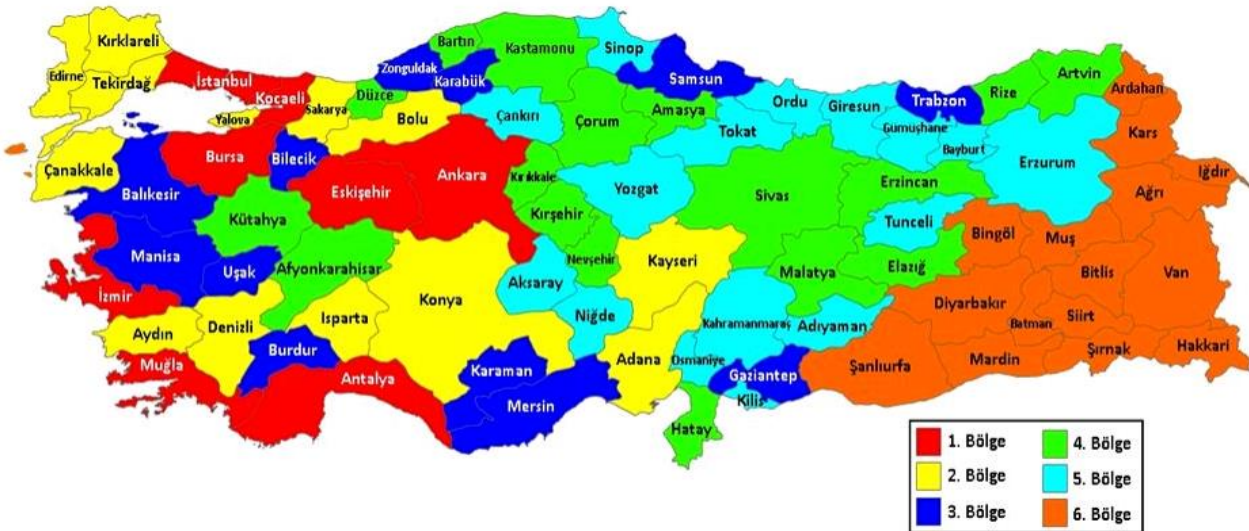 Kırklareli
Edirne
Tekirdağ
İstanbul
Kocaeli
Yalova
Sakarya
Düzce
Bolu
Zonguldak
Bartın
Karabük
Kastamonu
Sinop
Samsun
Çankırı
Çorum
Amasya
Tokat
Ordu
Giresun
Trabzon
Gümüşhane
Bayburt
Rize
Artvin
Ardahan
Kars
Iğdır
Erzurum
Ağrı
Çanakkale
Balıkesir
Bursa
Bilecik
Eskişehir
Ankara
Kırıkkale
Kırşehir
Yozgat
Sivas
Erzincan
Tunceli
Bingöl
Muş
Bitlis
Van
Kütahya
Manisa
Uşak
Afyonkarahisar
İzmir
Aydın
Denizli
Isparta
Konya
Aksaray
Nevşehir
Niğde
Kayseri
Malatya
Elazığ
Diyarbakır
Batman
Siirt
Şırnak
Hakkari
Muğla
Burdur
Antalya
Karaman
Mersin
Adana
Osmaniye
Kahramanmaraş
Adıyaman
Gaziantep
Kilis
Hatay
Şanlıurfa
Mardin
1. Bölge
2. Bölge
3. Bölge
4. Bölge
5. Bölge
6. Bölge